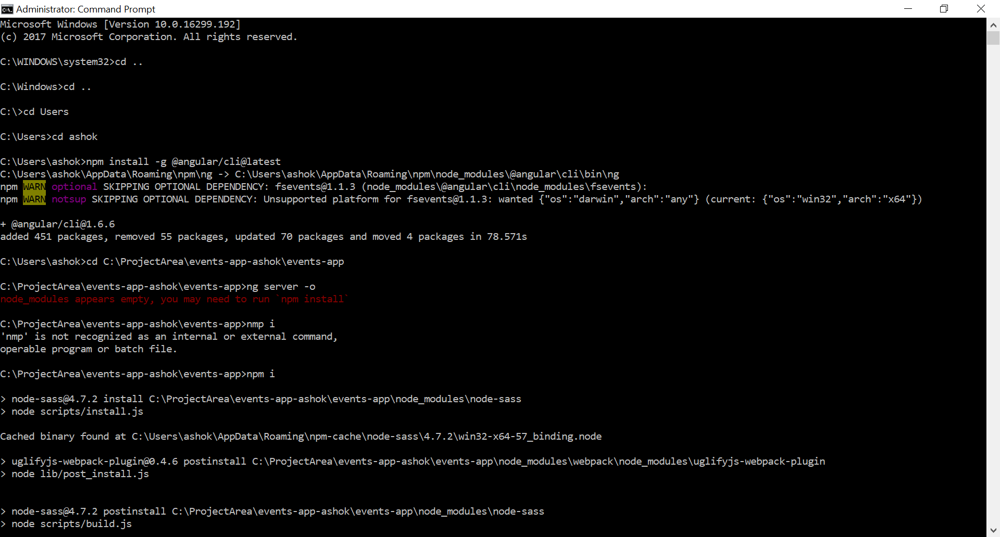 Administrator: Command Prompt
Microsoft Windows [Version 10.0.16299.192]
(c) 2017 Microsoft Corporation. All rights reserved.
C:\WINDOWS\system32>cd ..
C:\Windows>cd ..
C:\>cd Users
C:\Users>cd ashok
C:\Users\ashok>npm install -g @angular/cli@latest
C:\Users\ashok\AppData\Roaming\npm\ng -> C:\Users\ashok\AppData\Roaming\npm\node_modules\@angular\cli\bin\ng
npm WARN optional SKIPPING OPTIONAL DEPENDENCY: fsevents@1.1.3 (node_modules\@angular\cli\node_modules\fsevents):
npm WARN notsup SKIPPING OPTIONAL DEPENDENCY: Unsupported platform for fsevents@1.1.3: wanted {"os":"darwin","arch":"any"} (current: {"os":"win32","arch":"x64"})
+ @angular/cli@1.6.6
added 451 packages, removed 55 packages, updated 70 packages and moved 4 packages in 78.571s
C:\Users\ashok>cd C:\ProjectArea\events-app-ashok\events-app
C:\ProjectArea\events-app-ashok\events-app>ng server -o
node_modules appears empty, you may need to run `npm install`
C:\ProjectArea\events-app-ashok\events-app>nmp i
'nmp' is not recognized as an internal or external command,
operable program or batch file.
C:\ProjectArea\events-app-ashok\events-app>npm i
> node-sass@4.7.2 install C:\ProjectArea\events-app-ashok\events-app\node_modules\node-sass
> node scripts/install.js
Cached binary found at C:\Users\ashok\AppData\Roaming\npm-cache\node-sass\4.7.2\win32-x64-57_binding.node
> uglifyjs-webpack-plugin@0.4.6 postinstall C:\ProjectArea\events-app-ashok\events-app\node_modules\webpack\node_modules\uglifyjs-webpack-plugin
> node lib/post_install.js
> node-sass@4.7.2 postinstall C:\ProjectArea\events-app-ashok\events-app\node_modules\node-sass
> node scripts/build.js